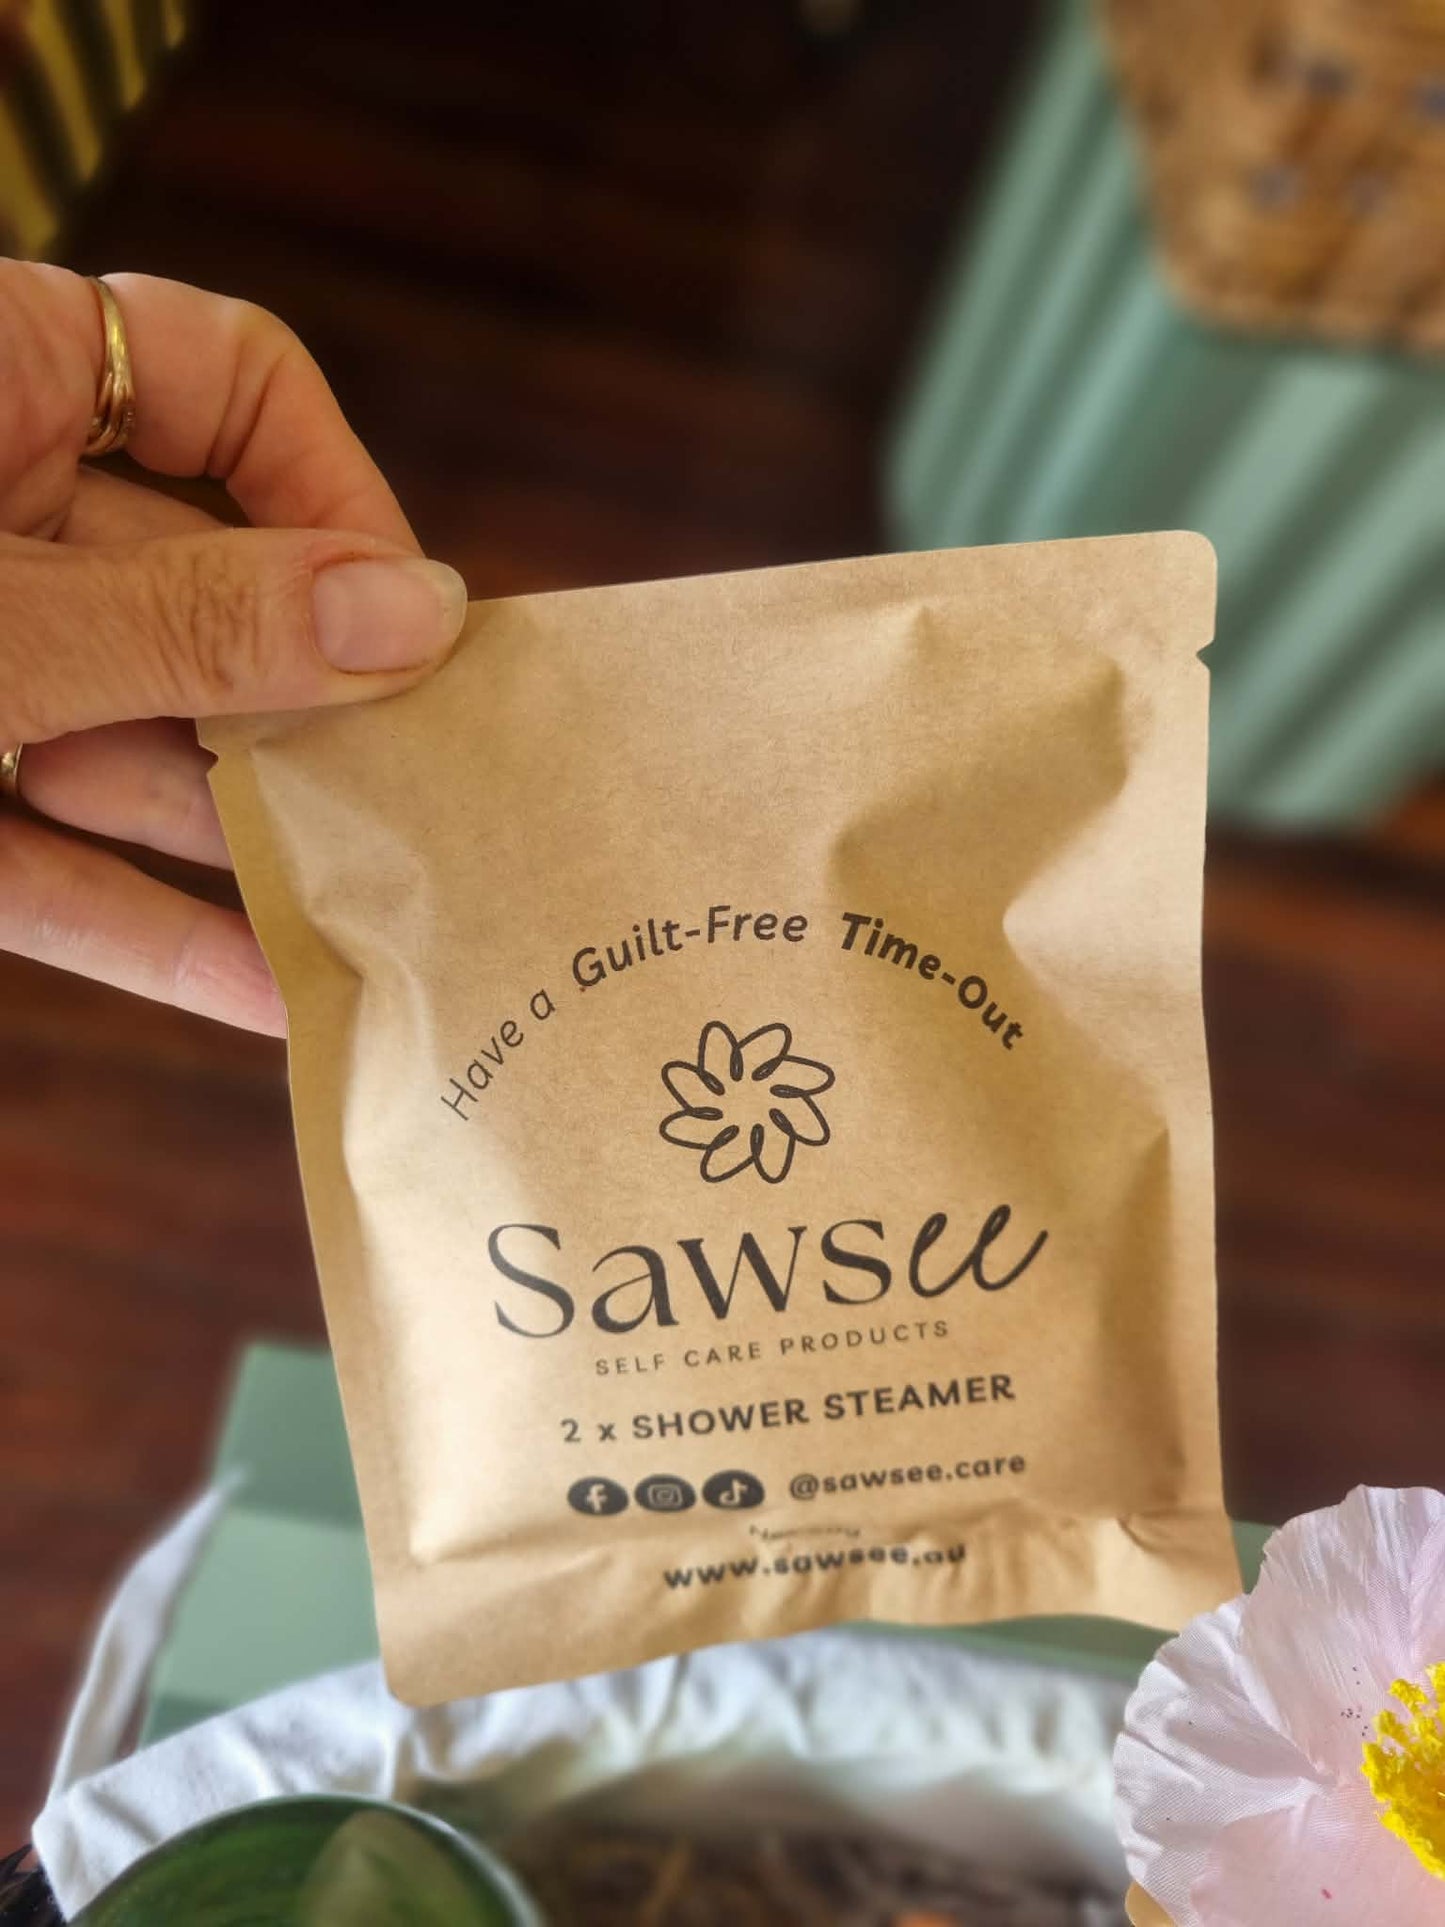 Have a Guilt-Free Time-Out
Sawsee
SELF CARE PRODUCTS
2 x SHOWER STEAMER
@sawsee.care
www.sawsee.au